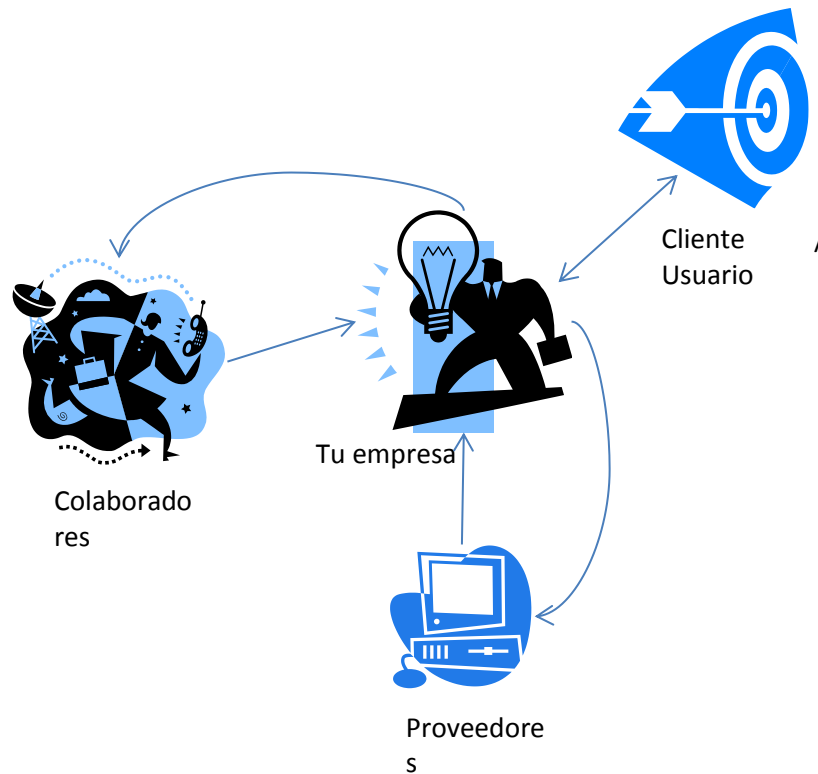 Cliente
Usuario
Tu empresa
Colaborado
res
Proveedore
s